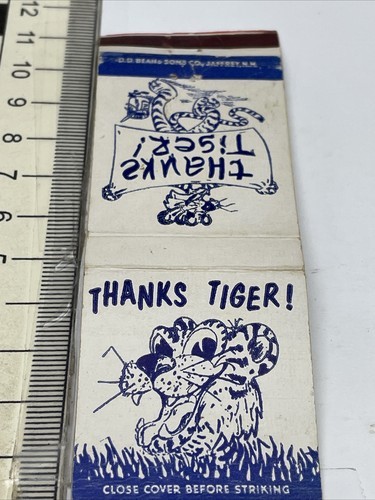 12
11
10
9
8
7
6
5
D.D. BEAN & SONS CO., JAFFREY, N.H.
THANKS
TIGER!
THANKS TIGER!
CLOSE COVER BEFORE STRIKING